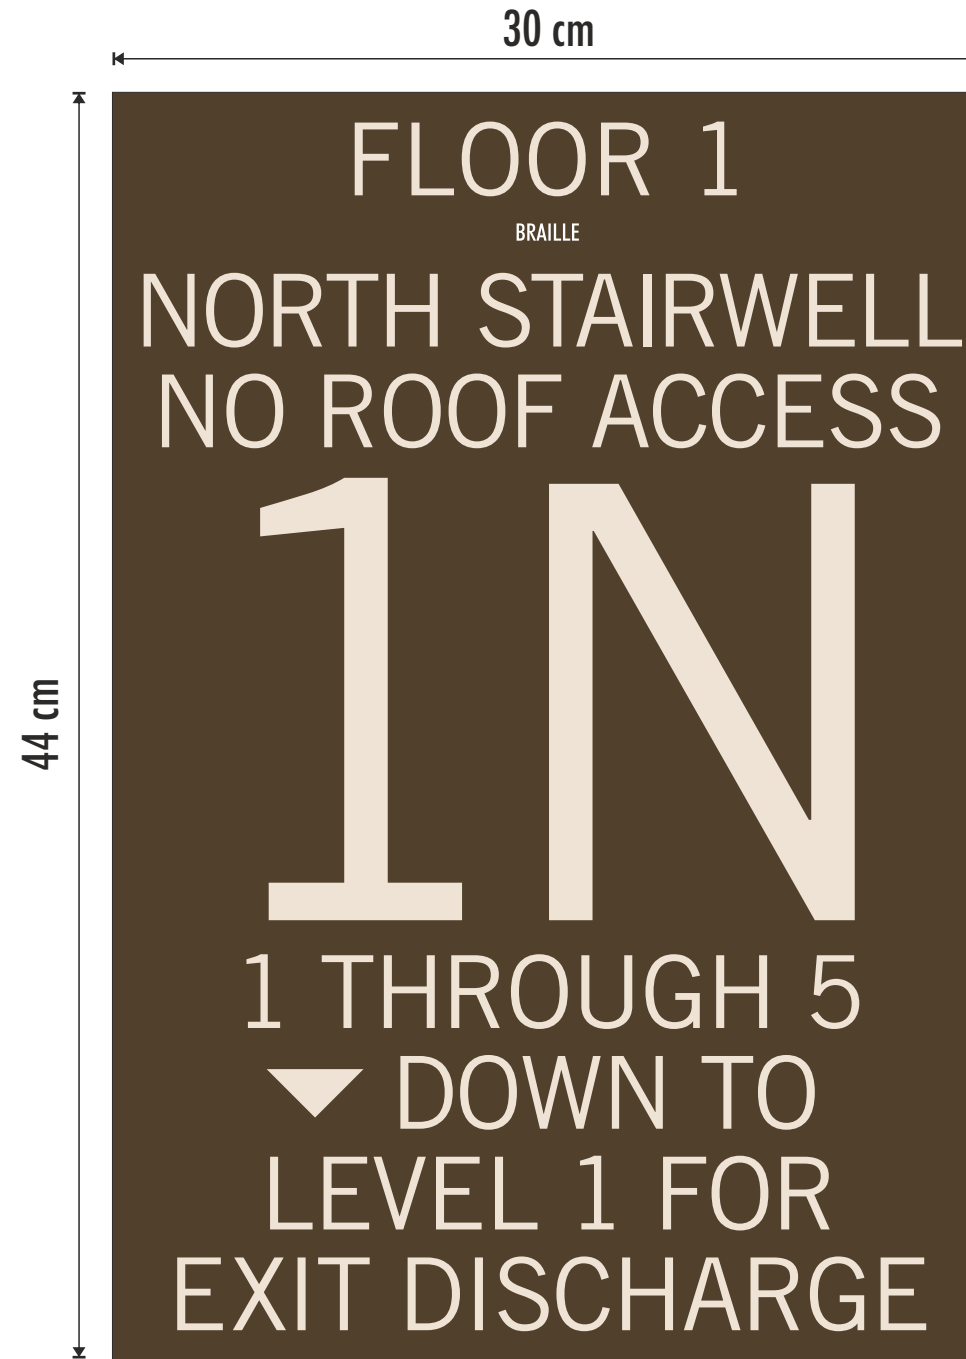 30 cm
FLOOR 1
BRAILLE
NORTH STAIRWELL
NO ROOF ACCESS
1N
44 cm
1 THROUGH 5
DOWN TO
LEVEL 1 FOR
EXIT DISCHARGE